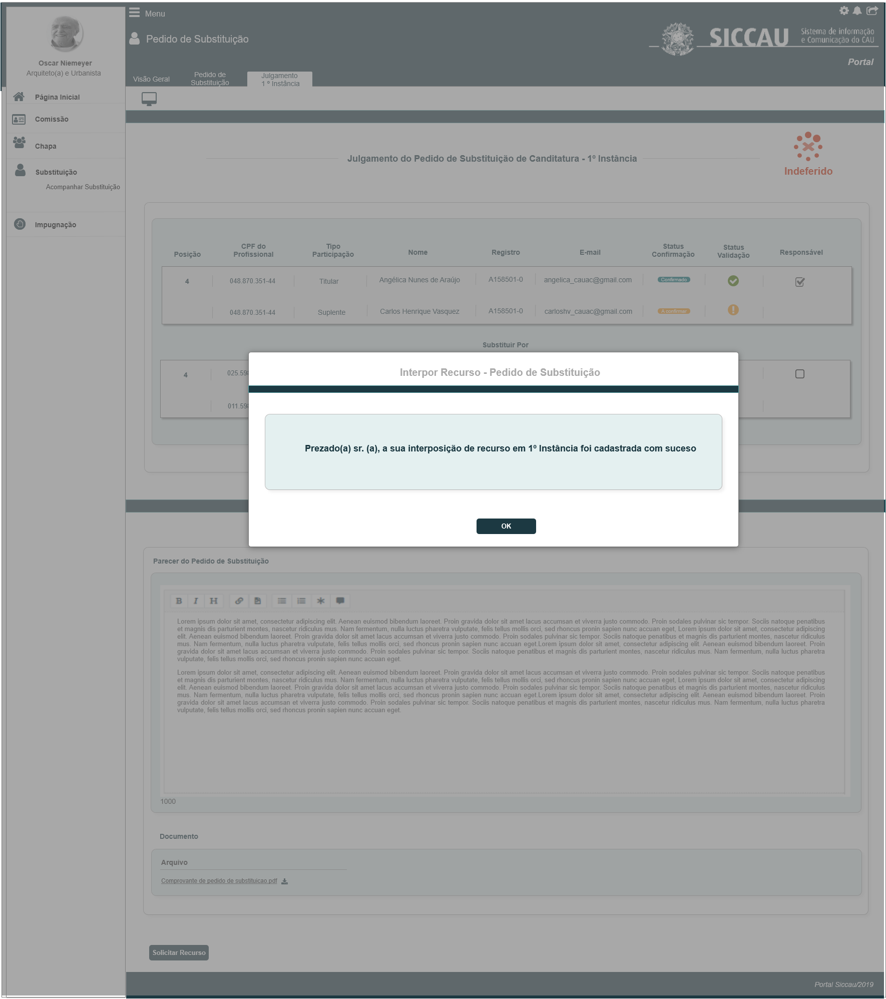 Menu
Pedido de Substituição
SICCAU
Sistema de informação
e Comunicação do CAU
Portal
Oscar Niemeyer
Arquiteto(a) e Urbanista
Visão Geral
Pedido de
Substituição
Julgamento
1 º Instância
Página Inicial
Comissão
Chapa
Substituição
Acompanhar Substituição
Impugnação
Julgamento do Pedido de Substituição de Canditatura - 1º Instância
Indeferido
Posição
CPF do
Profissional
Tipo
Participação
Nome
Registro
E-mail
Status
Confirmação
Status
Validação
Responsável
4 048.870.351-44 Titular Angélica Nunes de Araújo A158501-0 angelica_cauac@gmail.com Confirmado
048.870.351-44 Suplente Carlos Henrique Vasquez A158501-0 carloshv_cauac@gmail.com A confirmar
Substituir Por
4 025.59
011.59
Interpor Recurso - Pedido de Substituição
Prezado(a) sr. (a), a sua interposição de recurso em 1º Instância foi cadastrada com suceso
OK
Parecer do Pedido de Substituição
B I H
Lorem ipsum dolor sit amet, consectetur adipiscing elit. Aenean euismod bibendum laoreet. Proin gravida dolor sit amet lacus accumsan et viverra justo commodo. Proin sodales pulvinar sic tempor. Sociis natoque penatibus
et magnis dis parturient montes, nascetur ridiculus mus. Nam fermentum, nulla luctus pharetra vulputate, felis tellus mollis orci, sed rhoncus pronin sapien nunc accuan eget, Lorem ipsum dolor sit amet, consectetur adipiscing
elit. Aenean euismod bibendum laoreet. Proin gravida dolor sit amet lacus accumsan et viverra justo commodo. Proin sodales pulvinar sic tempor. Sociis natoque penatibus et magnis dis parturient montes, nascetur ridiculus
mus. Nam fermentum, nulla luctus pharetra vulputate, felis tellus mollis orci, sed rhoncus pronin sapien nunc accuan eget.Lorem ipsum dolor sit amet, consectetur adipiscing elit. Aenean euismod bibendum laoreet. Proin
gravida dolor sit amet lacus accumsan et viverra justo commodo. Proin sodales pulvinar sic tempor. Sociis natoque penatibus et magnis dis parturient montes, nascetur ridiculus mus. Nam fermentum, nulla luctus pharetra
vulputate, felis tellus mollis orci, sed rhoncus pronin sapien nunc accuan eget.
Lorem ipsum dolor sit amet, consectetur adipiscing elit. Aenean euismod bibendum laoreet. Proin gravida dolor sit amet lacus accumsan et viverra justo commodo. Proin sodales pulvinar sic tempor. Sociis natoque penatibus
et magnis dis parturient montes, nascetur ridiculus mus. Nam fermentum, nulla luctus pharetra vulputate, felis tellus mollis orci, sed rhoncus pronin sapien nunc accuan eget, Lorem ipsum dolor sit amet, consectetur adipiscing
elit. Aenean euismod bibendum laoreet. Proin gravida dolor sit amet lacus accumsan et viverra justo commodo. Proin sodales pulvinar sic tempor. Sociis natoque penatibus et magnis dis parturient montes, nascetur ridiculus
mus. Nam fermentum, nulla luctus pharetra vulputate, felis tellus mollis orci, sed rhoncus pronin sapien nunc accuan eget.Lorem ipsum dolor sit amet, consectetur adipiscing elit. Aenean euismod bibendum laoreet. Proin
gravida dolor sit amet lacus accumsan et viverra justo commodo. Proin sodales pulvinar sic tempor. Sociis natoque penatibus et magnis dis parturient montes, nascetur ridiculus mus. Nam fermentum, nulla luctus pharetra
vulputate, felis tellus mollis orci, sed rhoncus pronin sapien nunc accuan eget.
1000
Documento
Arquivo
Comprovante de pedido de substituicao.pdf
Solicitar Recurso
Portal Siccau/2019